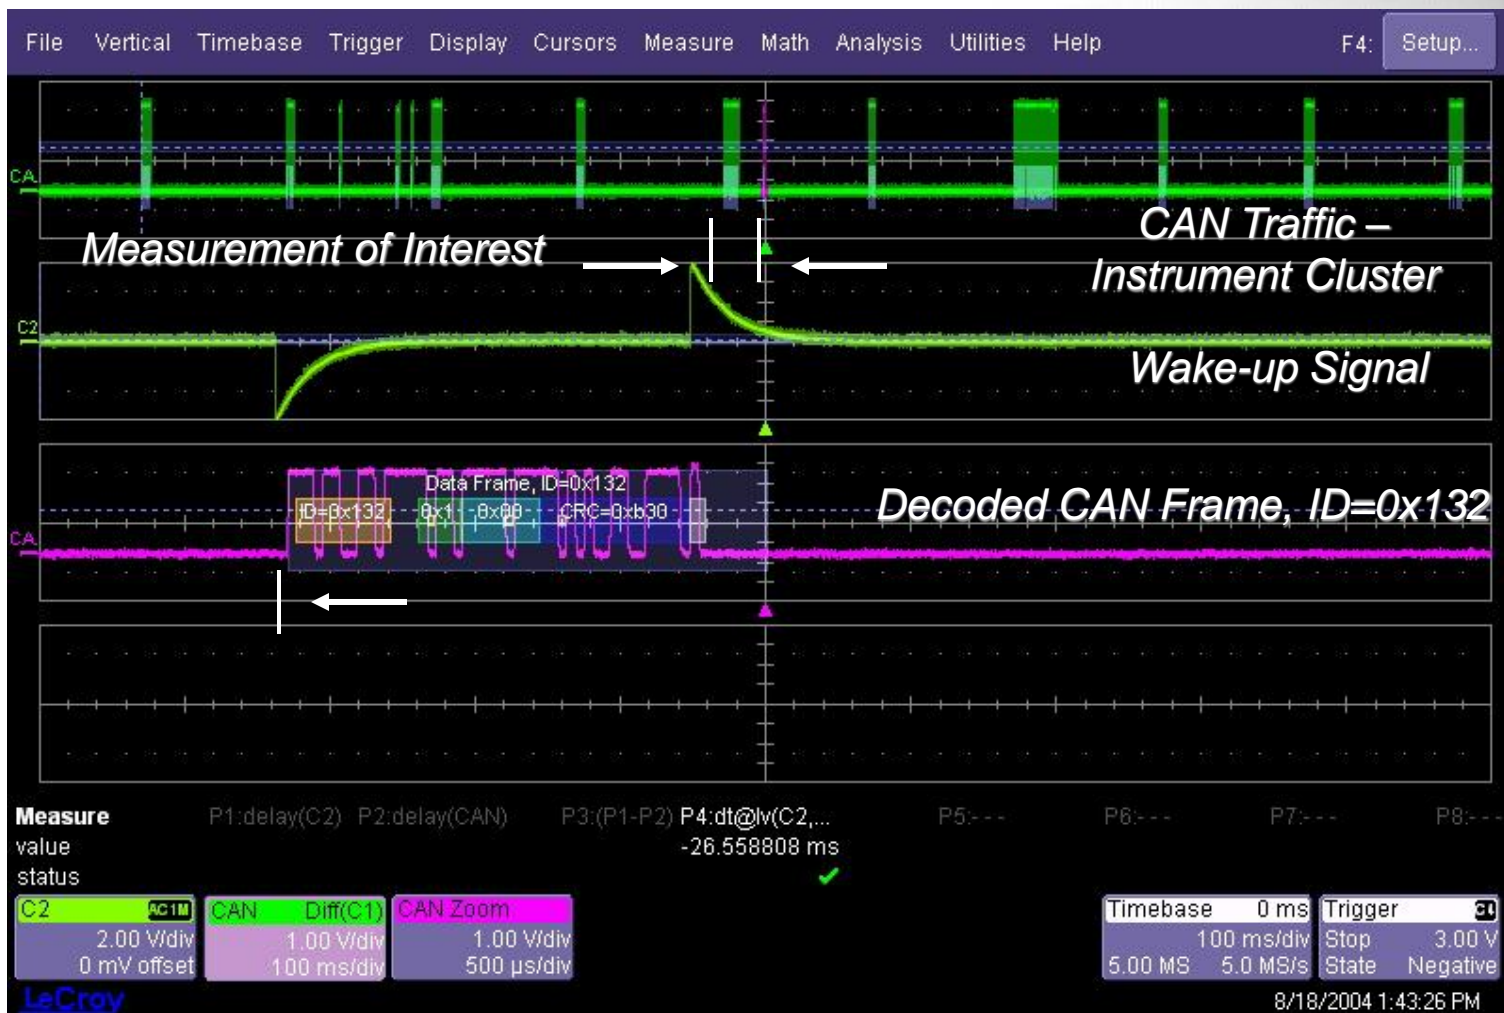 File Vertical Timebase Trigger Display Cursors Measure Math Analysis Utilities Help F4: Setup...
CA
CAN Traffic –
Measurement of Interest
Instrument Cluster
C2
Wake-up Signal
Data Frame, ID=0x132
ID=0x132 0x1 0x00 CRC=0xb30
Decoded CAN Frame, ID=0x132
CA
Measure P1:delay(C2) P2:delay(CAN) P3:(P1-P2) P4:dt@lv(C2,... P5:- - - P6:- - - P7:- - - P8:- - -
value -26.558808 ms
status
C2 AC1M CAN Diff(C1) CAN Zoom Timebase 0 ms Trigger C4
2.00 V/div 1.00 V/div 1.00 V/div 100 ms/div Stop 3.00 V
0 mV offset 100 ms/div 500 µs/div 5.00 MS 5.0 MS/s State Negative
LeCroy 8/18/2004 1:43:26 PM